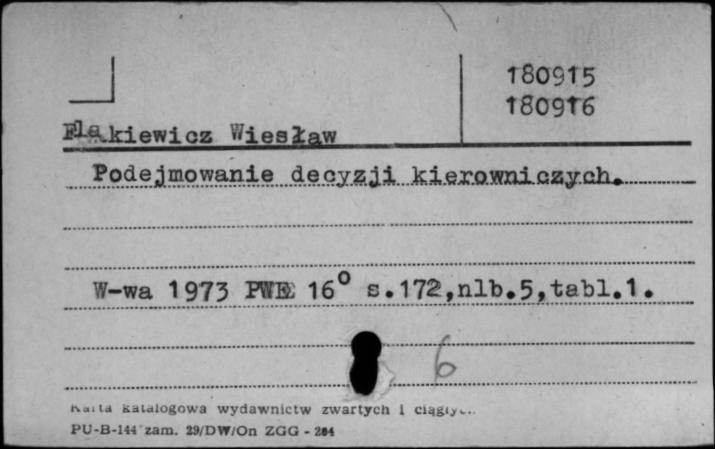 180915
180916
Flakiewicz Wiesław
Podejmowanie decyzji kierowniczych.
W-wa 1973 PWE 16° s.172,nlb.5,tabl.1.
6
Karta katalogowa wydawnictw zwartych i ciągłych.
PU-B-144 zam. 29/DW/On ZGG - 264